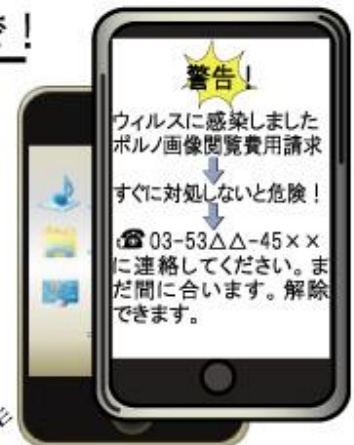 ！
警告！
ウィルスに感染しました
ポルノ画像閲覧費用請求
すぐに対処しないと危険！
☎03-53△△-45××
に連絡してください。ま
だ間に合います。解除
できます。